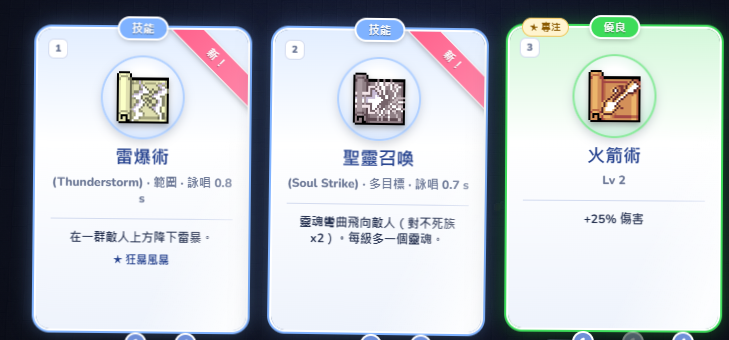 技能
1
新！
雷爆術
(Thunderstorm)・範圍・詠唱 0.8
s
在一群敵人上方降下雷暴。
★ 狂暴風暴
技能
2
新！
聖靈召喚
(Soul Strike)・多目標・詠唱 0.7 s
靈魂彎曲飛向敵人（對不死族
x2）。每級多一個靈魂。
★ 專注
優良
3
火箭術
Lv 2
+25% 傷害